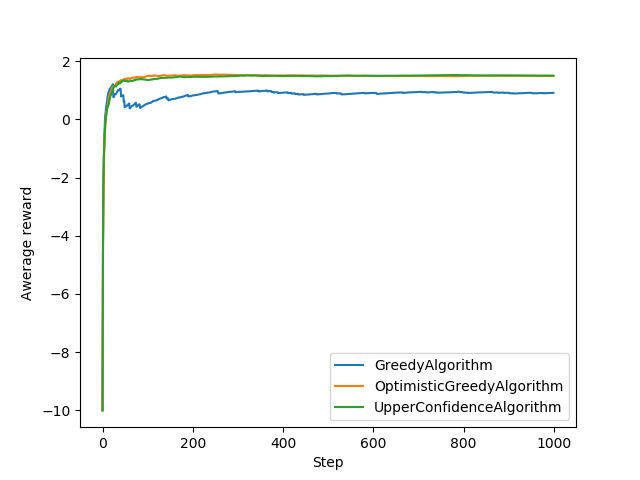 2
0
−2
−4
−6
−8
−10
Awerage reward
0
200
400
600
800
1000
Step
GreedyAlgorithm
OptimisticGreedyAlgorithm
UpperConfidenceAlgorithm